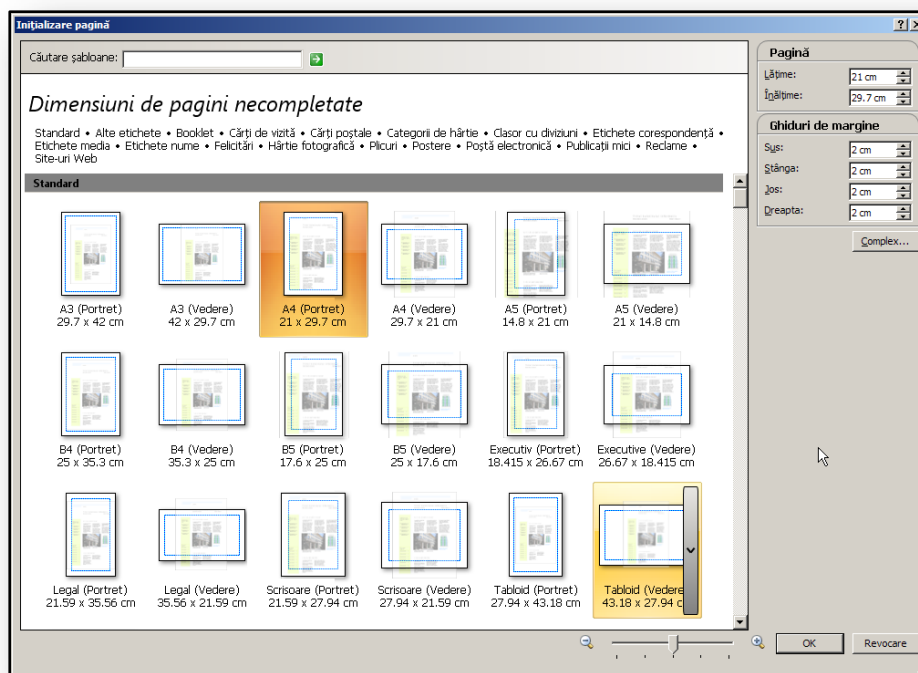 Inițializare pagină
Căutare șabloane:
Dimensiuni de pagini necompletate
Standard • Alte etichete • Booklet • Cărți de vizită • Cărți poștale • Categorii de hârtie • Clasor cu diviziuni • Etichete corespondență •
Etichete media • Etichete nume • Felicitări • Hârtie fotografică • Plicuri • Postere • Poștă electronică • Publicații mici • Reclame •
Site-uri Web
Standard
A3 (Portret) A3 (Vedere) A4 (Portret) A4 (Vedere) A5 (Portret) A5 (Vedere)
29.7 x 42 cm 42 x 29.7 cm 21 x 29.7 cm 29.7 x 21 cm 14.8 x 21 cm 21 x 14.8 cm
B4 (Portret) B4 (Vedere) B5 (Portret) B5 (Vedere) Executiv (Portret) Executive (Vedere)
25 x 35.3 cm 35.3 x 25 cm 17.6 x 25 cm 25 x 17.6 cm 18.415 x 26.67 cm 26.67 x 18.415 cm
Legal (Portret) Legal (Vedere) Scrisoare (Portret) Scrisoare (Vedere) Tabloid (Portret) Tabloid (Vedere
21.59 x 35.56 cm 35.56 x 21.59 cm 21.59 x 27.94 cm 27.94 x 21.59 cm 27.94 x 43.18 cm 43.18 x 27.94 c
Pagină
Lățime: 21 cm
Înălțime: 29.7 cm
Ghiduri de margine
Sus: 2 cm
Stânga: 2 cm
Jos: 2 cm
Dreapta: 2 cm
Complex...
OK Revocare